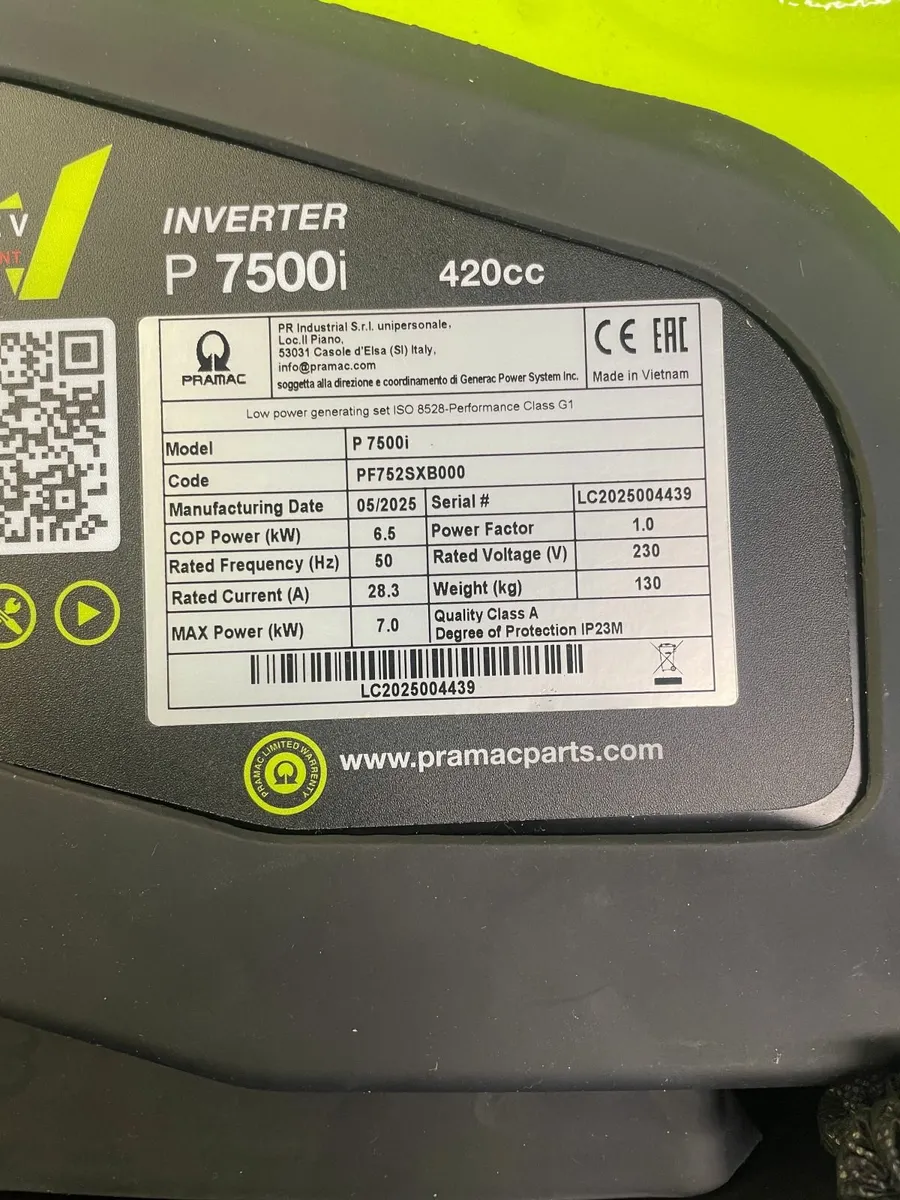 V
NT
INVERTER
P 7500i 420cc
PRAMAC
PR Industrial S.r.l. unipersonale,
Loc.Il Piano,
53031 Casole d'Elsa (SI) Italy,
info@pramac.com
soggetta alla direzione e coordinamento di Generac Power System Inc.
CE EAC
Made in Vietnam
Low power generating set ISO 8528-Performance Class G1
Model P 7500i
Code PF752SXB000
Manufacturing Date 05/2025 Serial # LC2025004439
COP Power (kW) 6.5 Power Factor 1.0
Rated Frequency (Hz) 50 Rated Voltage (V) 230
Rated Current (A) 28.3 Weight (kg) 130
MAX Power (kW) 7.0 Quality Class A
Degree of Protection IP23M
LC2025004439
PRAMAC LIMITED WARRENTY
www.pramacparts.com